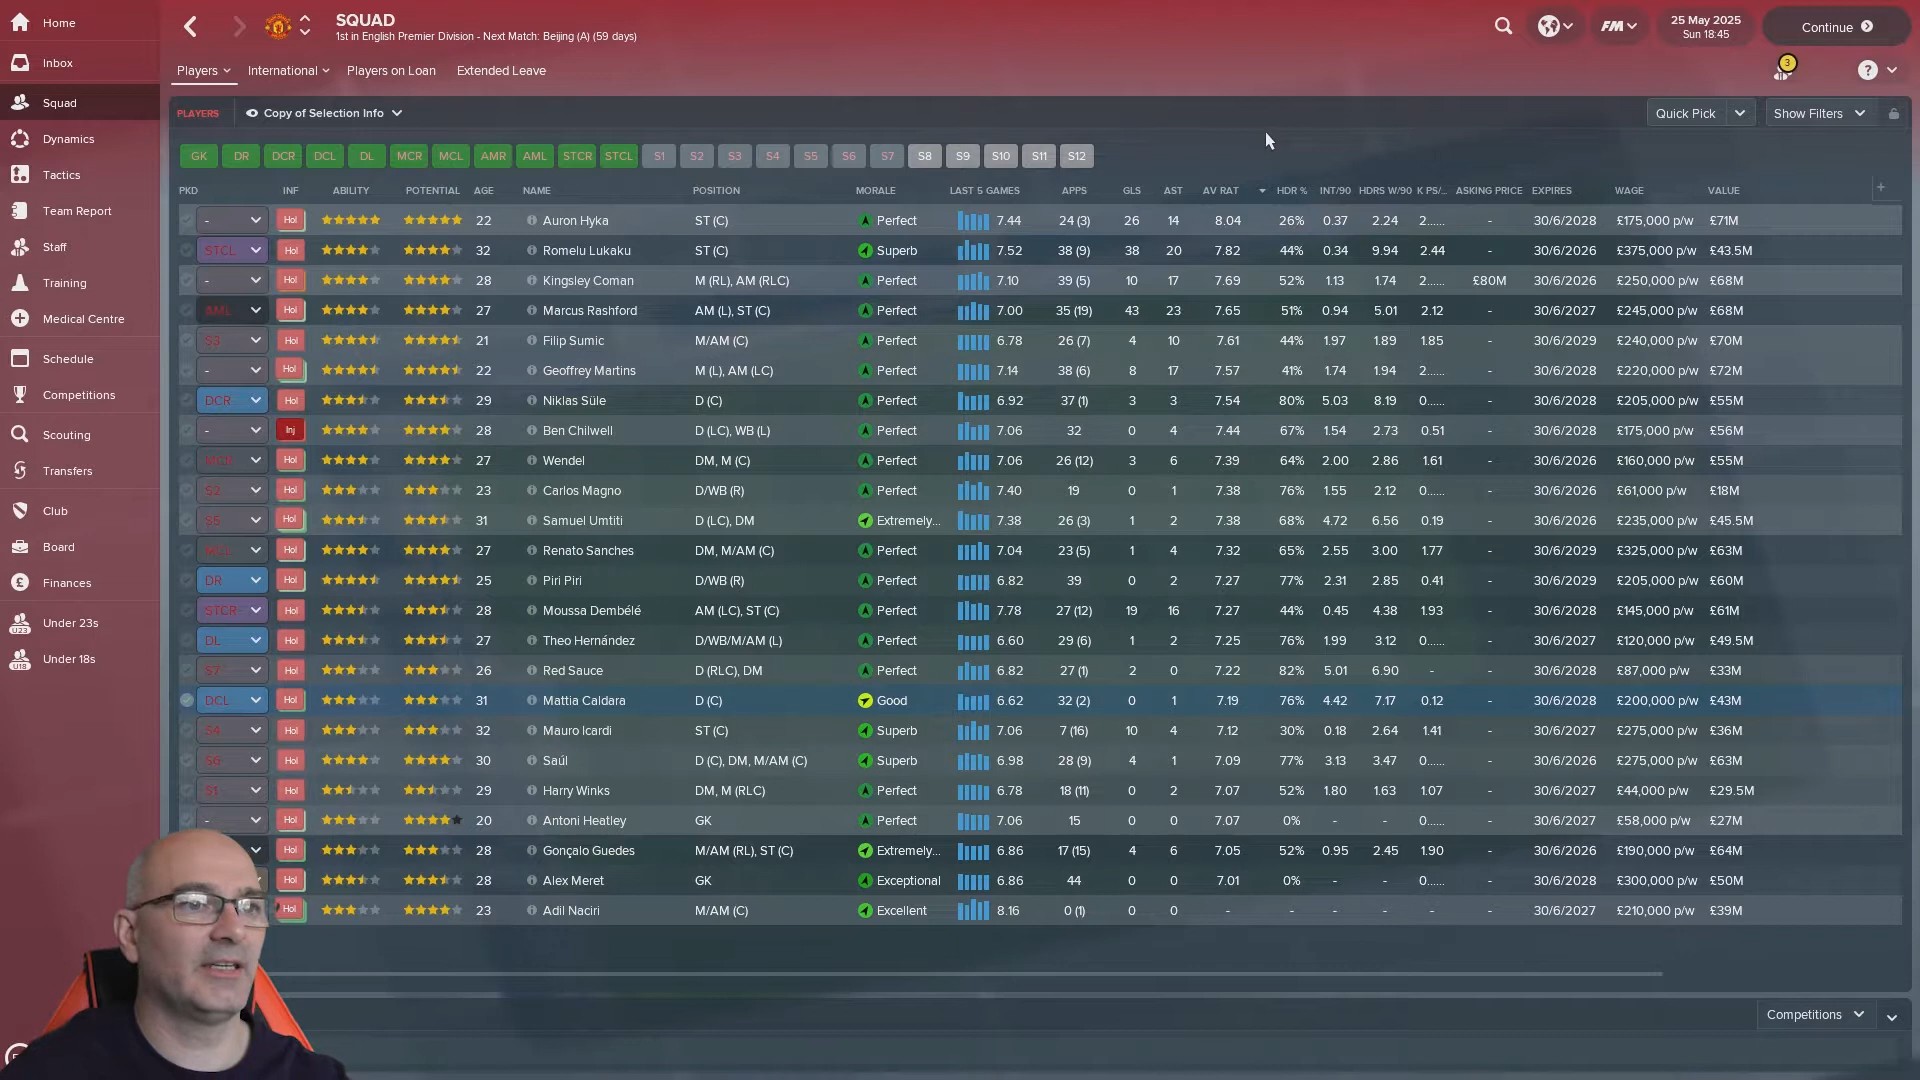 Home
Inbox
Squad
Dynamics
Tactics
Team Report
Staff
Training
Medical Centre
Schedule
Competitions
Scouting
Transfers
Club
Board
Finances
Under 23s
Under 18s
SQUAD
1st in English Premier Division - Next Match: Beijing (A) (59 days)
FM
25 May 2025
Sun 18:45
Continue
Players International Players on Loan Extended Leave
3
?
PLAYERS Copy of Selection Info Quick Pick Show Filters
GK DR DCR DCL DL MCR MCL AMR AML STCR STCL S1 S2 S3 S4 S5 S6 S7 S8 S9 S10 S11 S12
PKD INF ABILITY POTENTIAL AGE NAME POSITION MORALE LAST 5 GAMES APPS GLS AST AV RAT HDR % INT/90 HDRS W/90 K PS/... ASKING PRICE EXPIRES WAGE VALUE
- Hol 22 Auron Hyka ST (C) Perfect 7.44 24 (3) 26 14 8.04 26% 0.37 2.24 2...... - 30/6/2028 £175,000 p/w £71M
STCL Hol 32 Romelu Lukaku ST (C) Superb 7.52 38 (9) 38 20 7.82 44% 0.34 9.94 2.44 - 30/6/2026 £375,000 p/w £43.5M
- Hol 28 Kingsley Coman M (RL), AM (RLC) Perfect 7.10 39 (5) 10 17 7.69 52% 1.13 1.74 2...... £80M 30/6/2026 £250,000 p/w £68M
AML Hol 27 Marcus Rashford AM (L), ST (C) Perfect 7.00 35 (19) 43 23 7.65 51% 0.94 5.01 2.12 - 30/6/2027 £245,000 p/w £68M
S3 Hol 21 Filip Sumic M/AM (C) Perfect 6.78 26 (7) 4 10 7.61 44% 1.97 1.89 1.85 - 30/6/2029 £240,000 p/w £70M
- Hol 22 Geoffrey Martins M (L), AM (LC) Perfect 7.14 38 (6) 8 17 7.57 41% 1.74 1.94 2...... - 30/6/2028 £220,000 p/w £72M
DCR Hol 29 Niklas Süle D (C) Perfect 6.92 37 (1) 3 3 7.54 80% 5.03 8.19 0...... - 30/6/2028 £205,000 p/w £55M
- Inj 28 Ben Chilwell D (LC), WB (L) Perfect 7.06 32 0 4 7.44 67% 1.54 2.73 0.51 - 30/6/2028 £175,000 p/w £56M
MCR Hol 27 Wendel DM, M (C) Perfect 7.06 26 (12) 3 6 7.39 64% 2.00 2.86 1.61 - 30/6/2026 £160,000 p/w £55M
S2 Hol 23 Carlos Magno D/WB (R) Perfect 7.40 19 0 1 7.38 76% 1.55 2.12 0...... - 30/6/2026 £61,000 p/w £18M
S5 Hol 31 Samuel Umtiti D (LC), DM Extremely... 7.38 26 (3) 1 2 7.38 68% 4.72 6.56 0.19 - 30/6/2026 £235,000 p/w £45.5M
MCL Hol 27 Renato Sanches DM, M/AM (C) Perfect 7.04 23 (5) 1 4 7.32 65% 2.55 3.00 1.77 - 30/6/2029 £325,000 p/w £63M
DR Hol 25 Piri Piri D/WB (R) Perfect 6.82 39 0 2 7.27 77% 2.31 2.85 0.41 - 30/6/2029 £205,000 p/w £60M
STCR Hol 28 Moussa Dembélé AM (LC), ST (C) Perfect 7.78 27 (12) 19 16 7.27 44% 0.45 4.38 1.93 - 30/6/2028 £145,000 p/w £61M
DL Hol 27 Theo Hernández D/WB/M/AM (L) Perfect 6.60 29 (6) 1 2 7.25 76% 1.99 3.12 0...... - 30/6/2027 £120,000 p/w £49.5M
S7 Hol 26 Red Sauce D (RLC), DM Perfect 6.82 27 (1) 2 0 7.22 82% 5.01 6.90 - - 30/6/2028 £87,000 p/w £33M
DCL Hol 31 Mattia Caldara D (C) Good 6.62 32 (2) 0 1 7.19 76% 4.42 7.17 0.12 - 30/6/2028 £200,000 p/w £43M
S4 Hol 32 Mauro Icardi ST (C) Superb 7.06 7 (16) 10 4 7.12 30% 0.18 2.64 1.41 - 30/6/2027 £275,000 p/w £36M
S6 Hol 30 Saúl D (C), DM, M/AM (C) Superb 6.98 28 (9) 4 1 7.09 77% 3.13 3.47 0...... - 30/6/2026 £275,000 p/w £63M
S1 Hol 29 Harry Winks DM, M (RLC) Perfect 6.78 18 (11) 0 2 7.07 52% 1.80 1.63 1.07 - 30/6/2027 £44,000 p/w £29.5M
- Hol 20 Antoni Heatley GK Perfect 7.06 15 0 0 7.07 0% - - 0...... - 30/6/2027 £58,000 p/w £27M
Hol 28 Gonçalo Guedes M/AM (RL), ST (C) Extremely... 6.86 17 (15) 4 6 7.05 52% 0.95 2.45 1.90 - 30/6/2027 £190,000 p/w £64M
Hol 28 Alex Meret GK Exceptional 6.86 44 0 0 7.01 0% - - 0...... - 30/6/2028 £300,000 p/w £50M
Hol 23 Adil Naciri M/AM (C) Excellent 8.16 0 (1) 0 0 - - - - - - 30/6/2027 £210,000 p/w £39M
Competitions